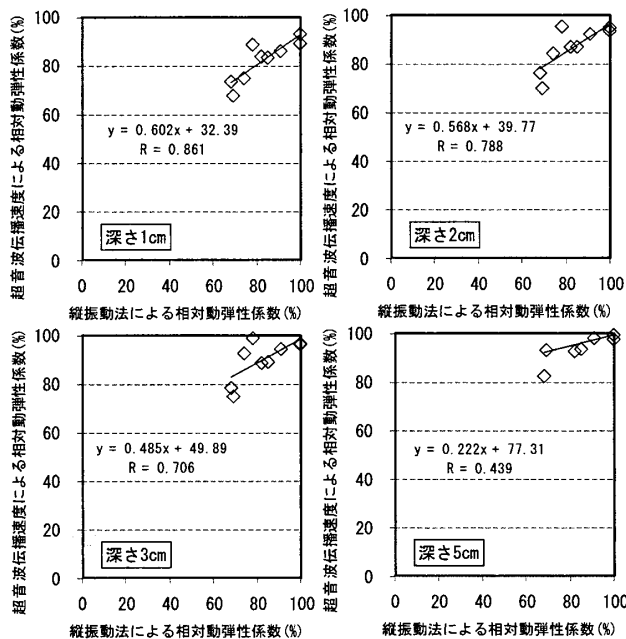 超音波伝播速度による相対動弾性係数(%)
100
80
60
40
20
0
y = 0.602x + 32.39
R = 0.861
深さ1cm
0 20 40 60 80 100
縦振動法による相対動弾性係数(%)
超音波伝播速度による相対動弾性係数(%)
100
80
60
40
20
0
y = 0.568x + 39.77
R = 0.788
深さ2cm
0 20 40 60 80 100
縦振動法による相対動弾性係数(%)
超音波伝播速度による相対動弾性係数(%)
100
80
60
40
20
0
y = 0.485x + 49.89
R = 0.706
深さ3cm
0 20 40 60 80 100
縦振動法による相対動弾性係数(%)
超音波伝播速度による相対動弾性係数(%)
100
80
60
40
20
0
y = 0.222x + 77.31
R = 0.439
深さ5cm
0 20 40 60 80 100
縦振動法による相対動弾性係数(%)